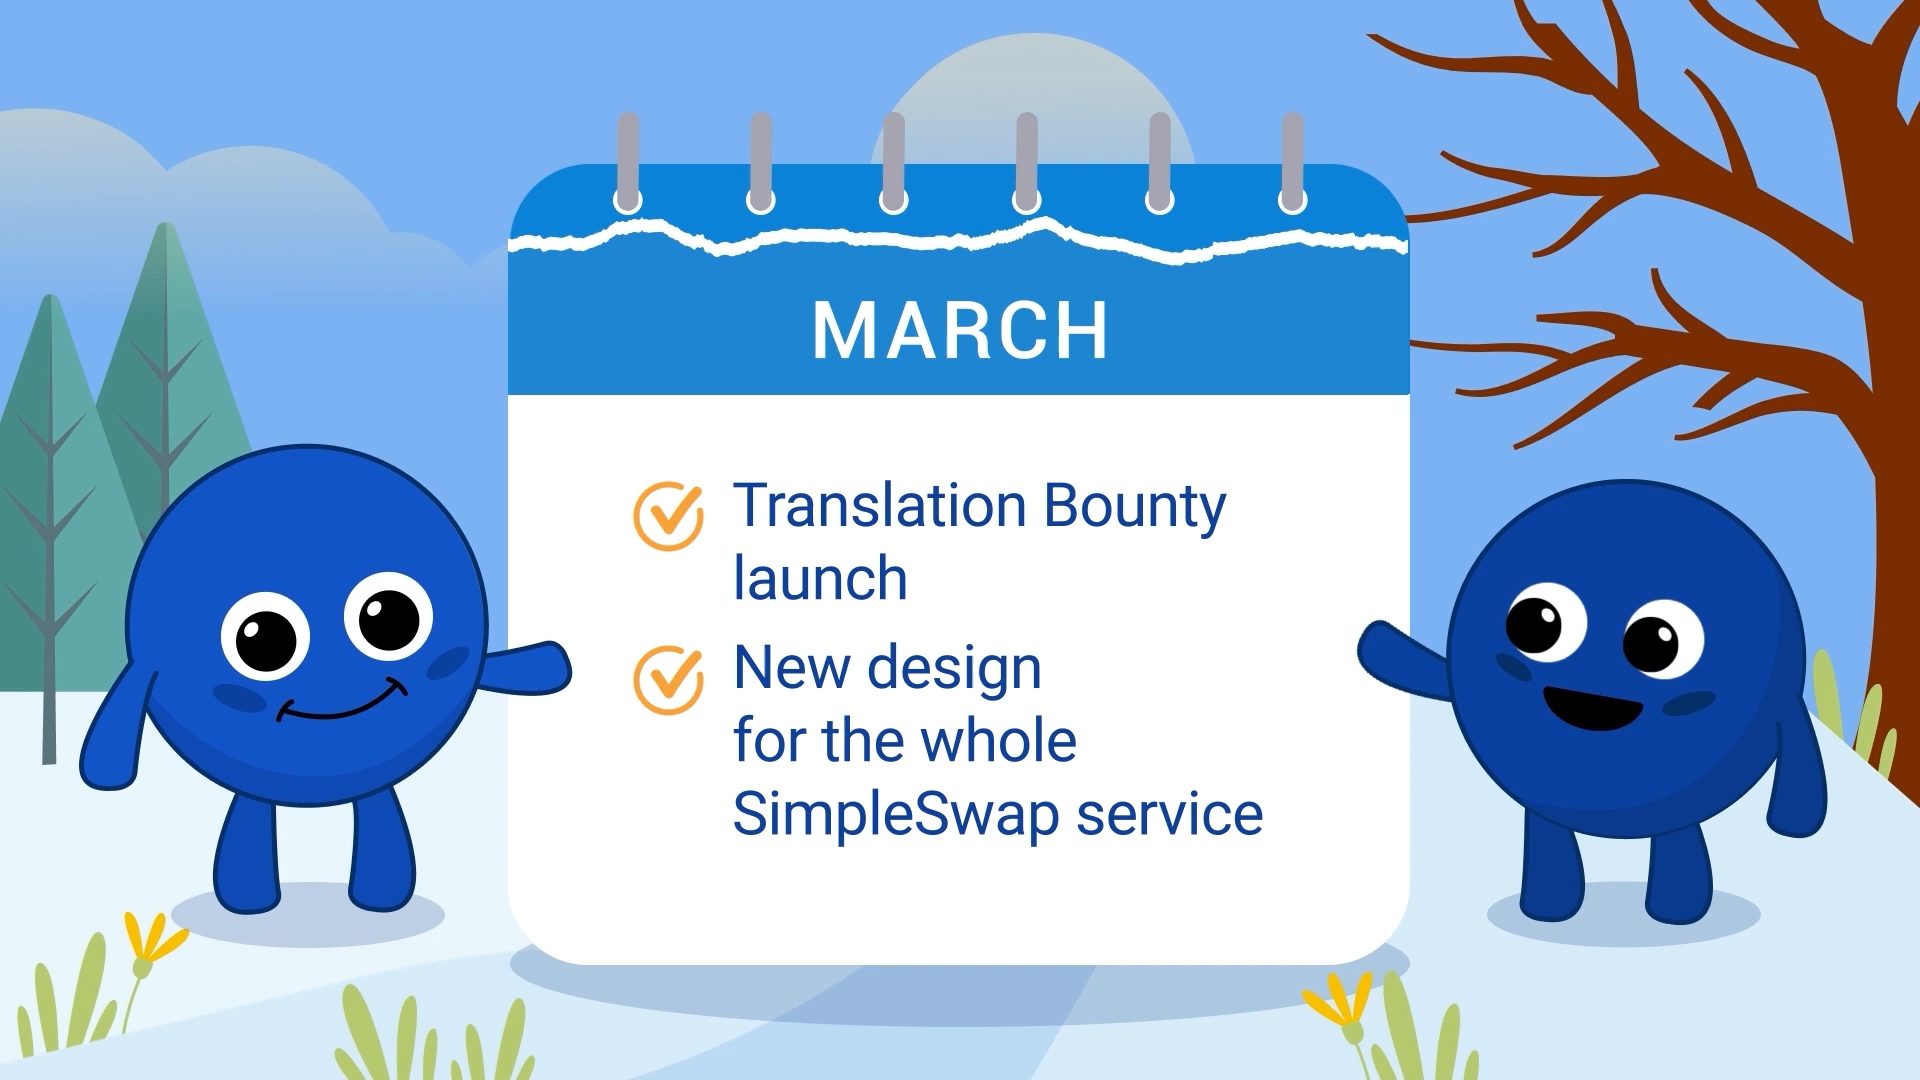 MARCH
Translation Bounty
launch
New design
for the whole
SimpleSwap service